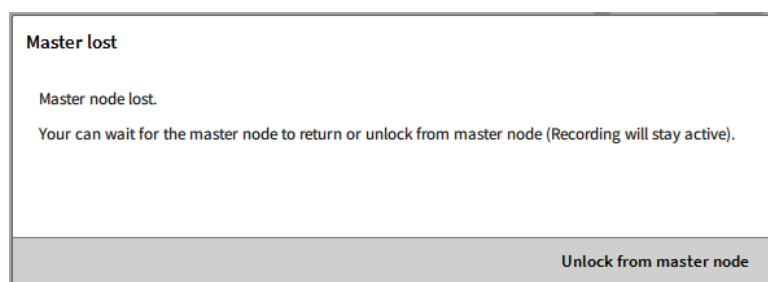 Master lost
Master node lost.
Your can wait for the master node to return or unlock from master node (Recording will stay active).
Unlock from master node